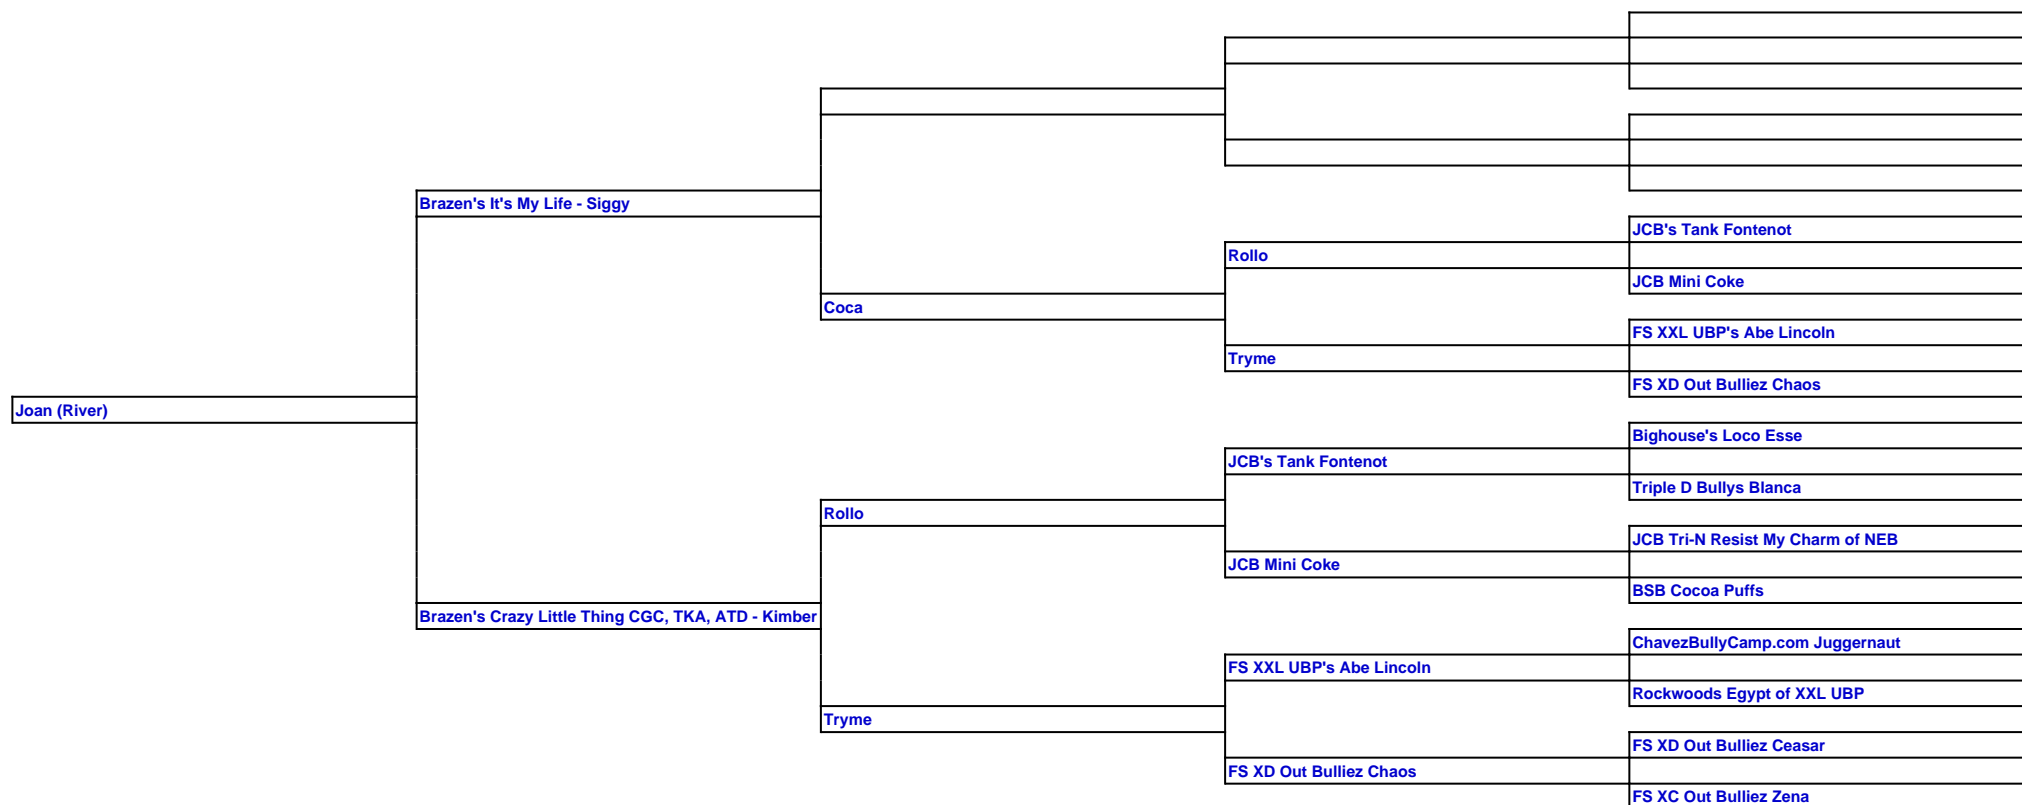 Brazen's It's My Life - Siggy
JCB's Tank Fontenot
Rollo
JCB Mini Coke
Coca
FS XXL UBP's Abe Lincoln
Tryme
FS XD Out Bulliez Chaos
Joan (River)
Bighouse's Loco Esse
JCB's Tank Fontenot
Triple D Bullys Blanca
Rollo
JCB Tri-N Resist My Charm of NEB
JCB Mini Coke
BSB Cocoa Puffs
Brazen's Crazy Little Thing CGC, TKA, ATD - Kimber
ChavezBullyCamp.com Juggernaut
FS XXL UBP's Abe Lincoln
Rockwoods Egypt of XXL UBP
Tryme
FS XD Out Bulliez Ceasar
FS XD Out Bulliez Chaos
FS XC Out Bulliez Zena